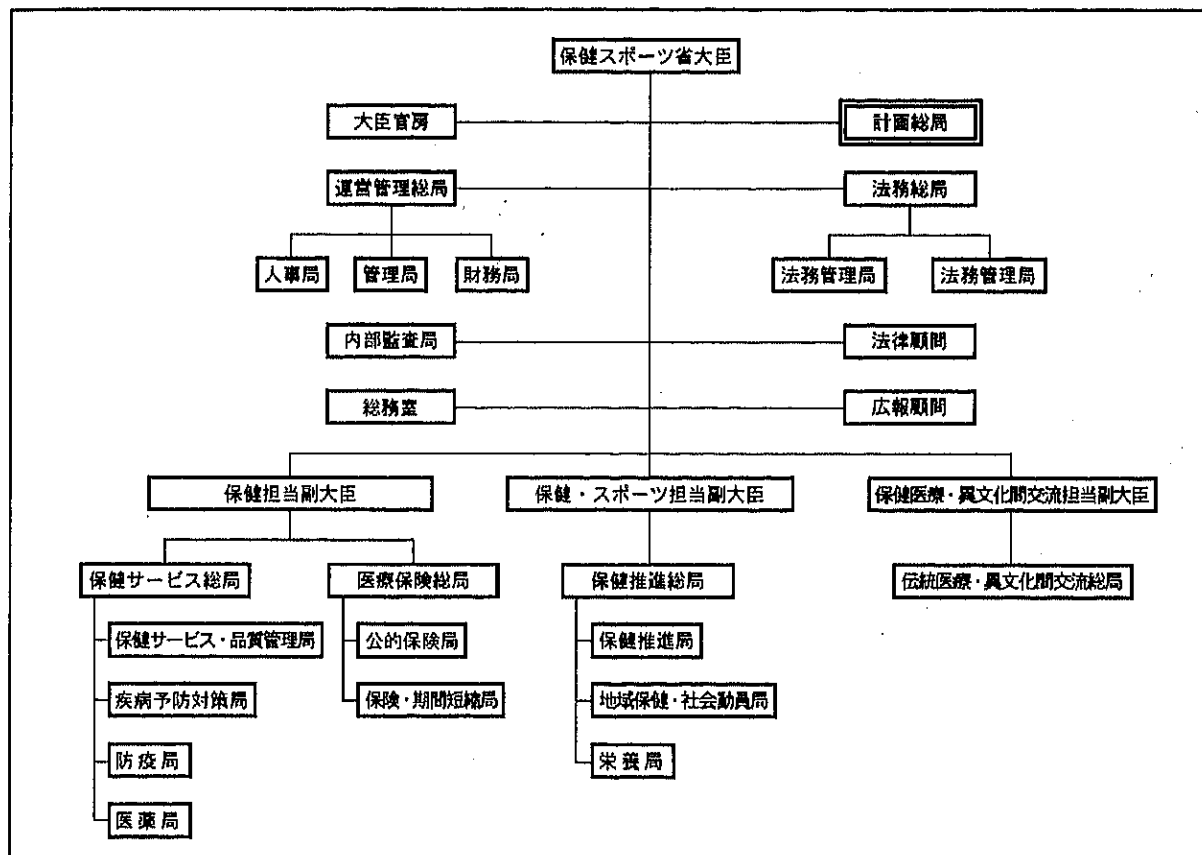 保健スポーツ省大臣
大臣官房
計画総局
運営管理総局
法務総局
人事局
管理局
財務局
法務管理局
法務管理局
内部監査局
法律顧問
総務室
広報顧問
保健担当副大臣
保健・スポーツ担当副大臣
保健医療・異文化間交流担当副大臣
保健サービス総局
医療保険総局
保健推進総局
伝統医療・異文化間交流総局
保健サービス・品質管理局
公的保険局
保健推進局
疾病予防対策局
保険・期間短縮局
地域保健・社会動員局
防疫局
栄養局
医薬局